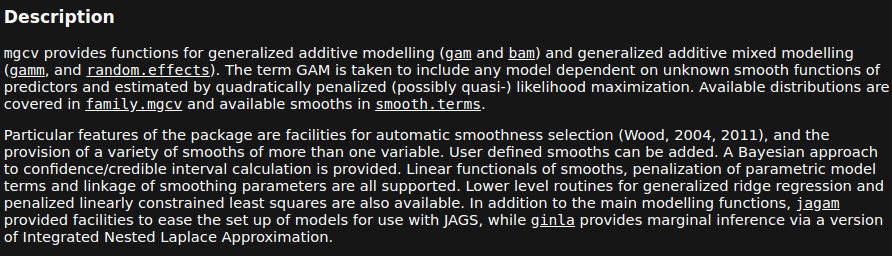 Description
mgcv provides functions for generalized additive modelling (gam and bam) and generalized additive mixed modelling
(gamm, and random.effects). The term GAM is taken to include any model dependent on unknown smooth functions of
predictors and estimated by quadratically penalized (possibly quasi-) likelihood maximization. Available distributions are
covered in family.mgcv and available smooths in smooth.terms.
Particular features of the package are facilities for automatic smoothness selection (Wood, 2004, 2011), and the
provision of a variety of smooths of more than one variable. User defined smooths can be added. A Bayesian approach
to confidence/credible interval calculation is provided. Linear functionals of smooths, penalization of parametric model
terms and linkage of smoothing parameters are all supported. Lower level routines for generalized ridge regression and
penalized linearly constrained least squares are also available. In addition to the main modelling functions, jagam
provided facilities to ease the set up of models for use with JAGS, while ginla provides marginal inference via a version
of Integrated Nested Laplace Approximation.